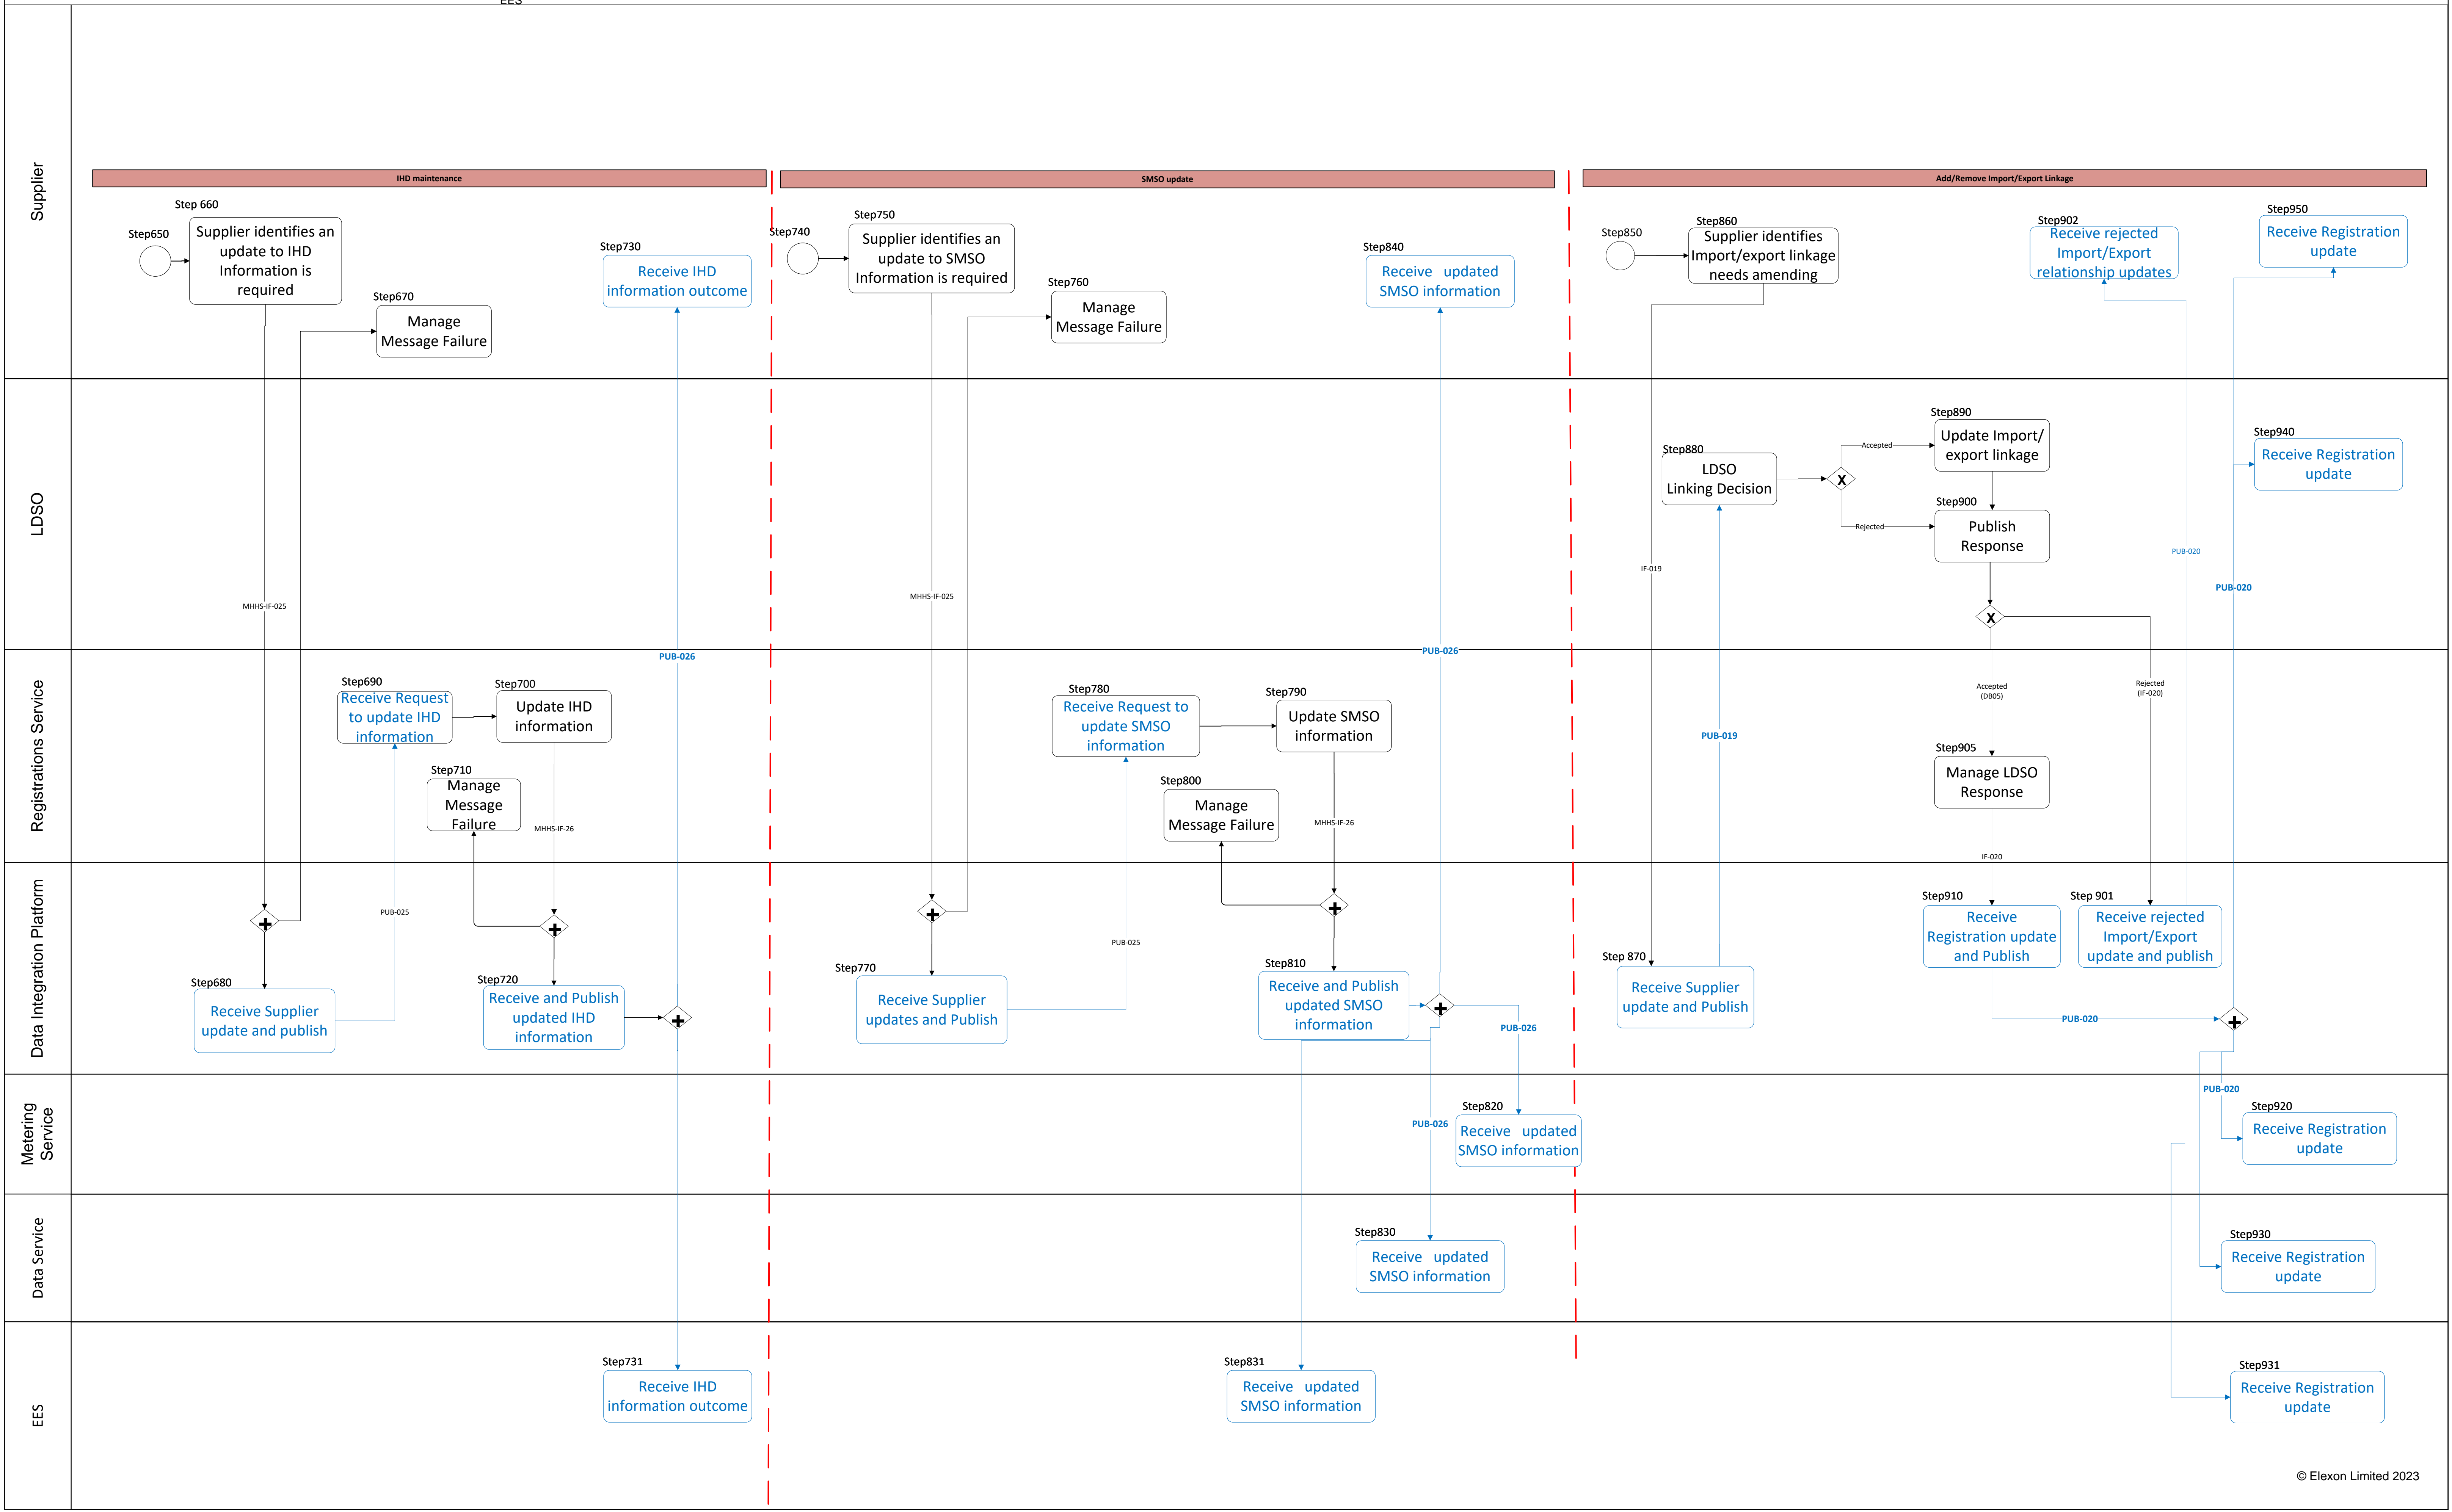 EES
Supplier
IHD maintenance
SMSO update
Add/Remove Import/Export Linkage
Step650
Step 660
Supplier identifies an
update to IHD
Information is
required
Step670
Manage
Message Failure
Step730
Receive IHD
information outcome
Step740
Step750
Supplier identifies an
update to SMSO
Information is required
Step760
Manage
Message Failure
Step840
Receive updated
SMSO information
Step850
Step860
Supplier identifies
Import/export linkage
needs amending
Step902
Receive rejected
Import/Export
relationship updates
Step950
Receive Registration
update
LDSO
MHHS-IF-025
MHHS-IF-025
IF-019
Step880
LDSO
Linking Decision
X
Accepted
Rejected
Step890
Update Import/
export linkage
Step900
Publish
Response
X
PUB-020
PUB-020
Step940
Receive Registration
update
Registrations Service
Step690
Receive Request
to update IHD
information
Step700
Update IHD
information
Step710
Manage
Message
Failure
MHHS-IF-26
PUB-026
Step780
Receive Request to
update SMSO
information
Step790
Update SMSO
information
Step800
Manage
Message Failure
MHHS-IF-26
PUB-026
PUB-019
Accepted
(DB05)
Rejected
(IF-020)
Step905
Manage LDSO
Response
IF-020
Data Integration Platform
Step680
Receive Supplier
update and publish
PUB-025
Step720
Receive and Publish
updated IHD
information
Step770
Receive Supplier
updates and Publish
PUB-025
Step810
Receive and Publish
updated SMSO
information
PUB-026
Step 870
Receive Supplier
update and Publish
Step910
Receive
Registration update
and Publish
Step 901
Receive rejected
Import/Export
update and publish
PUB-020
Metering
Service
PUB-026
Step820
Receive updated
SMSO information
PUB-020
Step920
Receive Registration
update
Data Service
Step830
Receive updated
SMSO information
Step930
Receive Registration
update
EES
Step731
Receive IHD
information outcome
Step831
Receive updated
SMSO information
Step931
Receive Registration
update
© Elexon Limited 2023